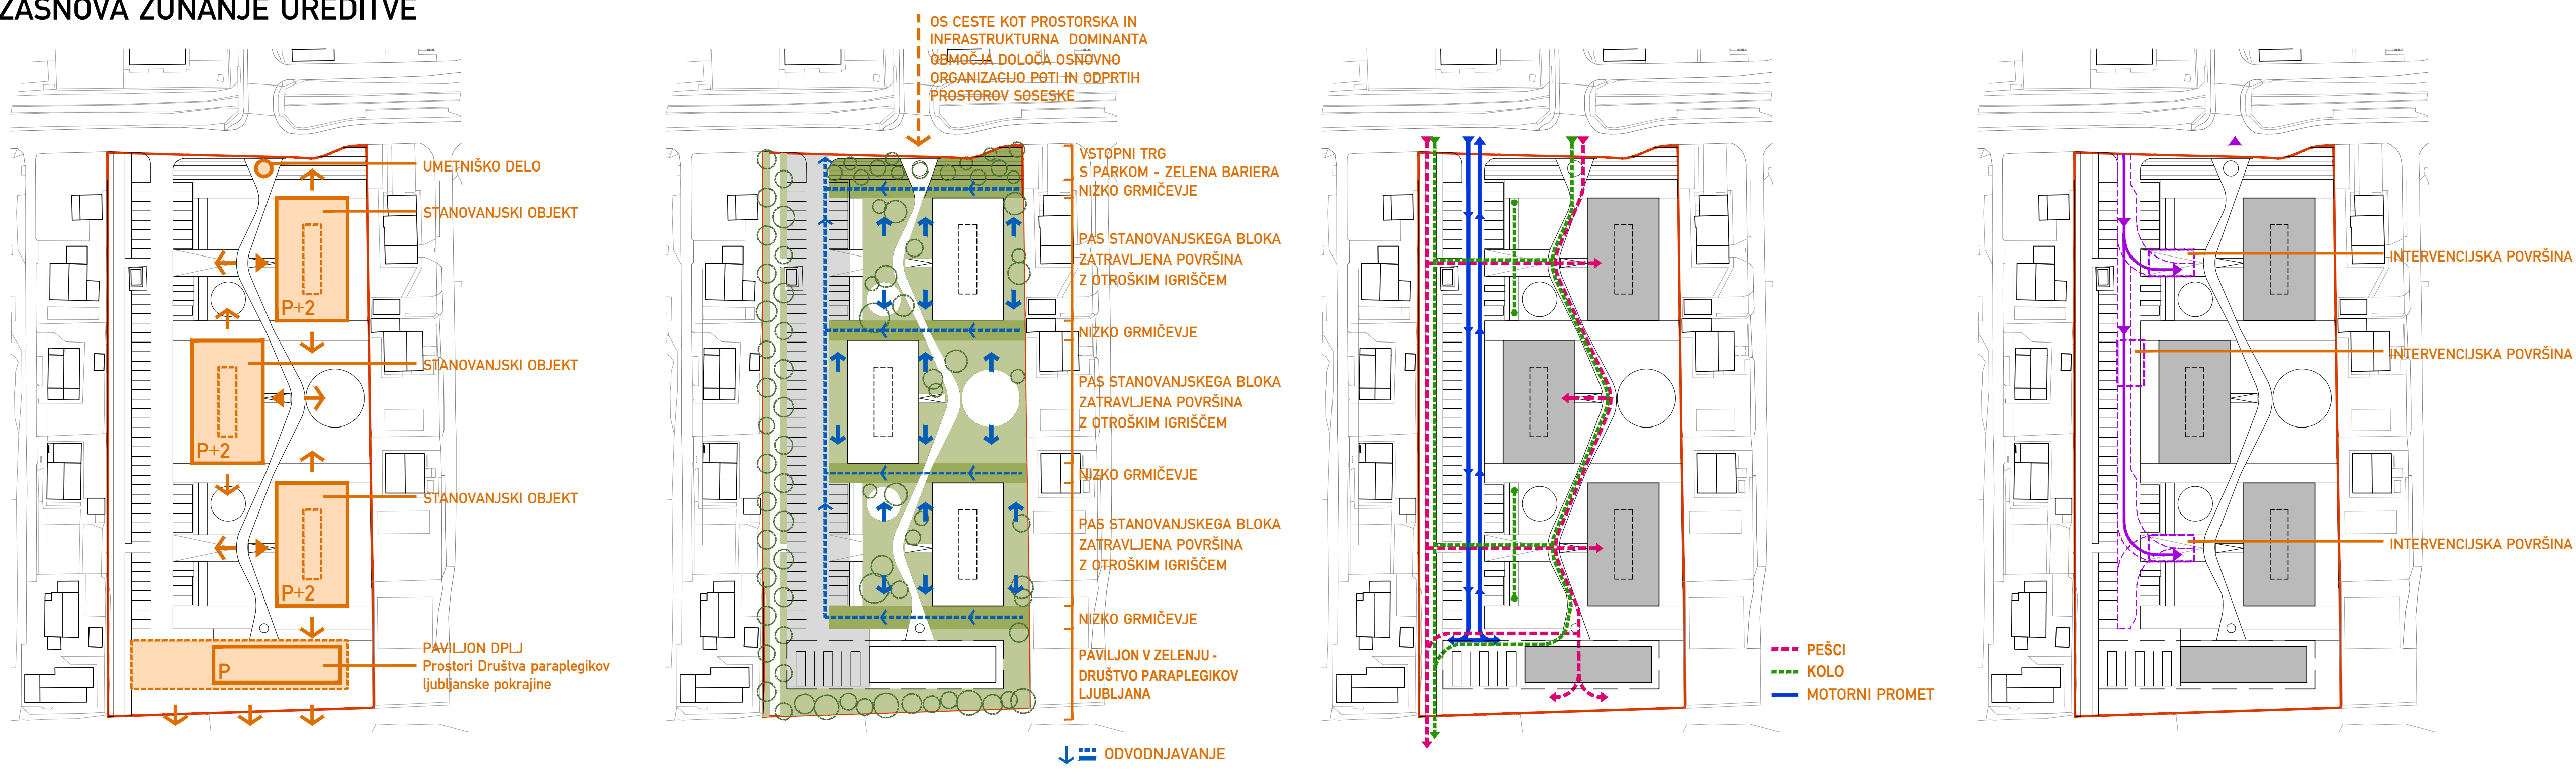 ZASNOVA ZUNANJE UREDITVE
UMETNIŠKO DELO
STANOVANJSKI OBJEKT
P+2
STANOVANJSKI OBJEKT
P+2
STANOVANJSKI OBJEKT
P+2
PAVILJON DPLJ
Prostori Društva paraplegikov
ljubljanske pokrajine
P
OS CESTE KOT PROSTORSKA IN
INFRASTRUKTURNA DOMINANTA
OBMOČJA DOLOČA OSNOVNO
ORGANIZACIJO POTI IN ODPRTIH
PROSTOROV SOSESKE
VSTOPNI TRG
S PARKOM - ZELENA BARIERA
NIZKO GRMIČEVJE
PAS STANOVANJSKEGA BLOKA
ZATRAVLJENA POVRŠINA
Z OTROŠKIM IGRIŠČEM
NIZKO GRMIČEVJE
PAS STANOVANJSKEGA BLOKA
ZATRAVLJENA POVRŠINA
Z OTROŠKIM IGRIŠČEM
NIZKO GRMIČEVJE
PAS STANOVANJSKEGA BLOKA
ZATRAVLJENA POVRŠINA
Z OTROŠKIM IGRIŠČEM
NIZKO GRMIČEVJE
PAVILJON V ZELENJU -
DRUŠTVO PARAPLEGIKOV
LJUBLJANA
ODVODNJAVANJE
PEŠCI
KOLO
MOTORNI PROMET
INTERVENCIJSKA POVRŠINA
INTERVENCIJSKA POVRŠINA
INTERVENCIJSKA POVRŠINA